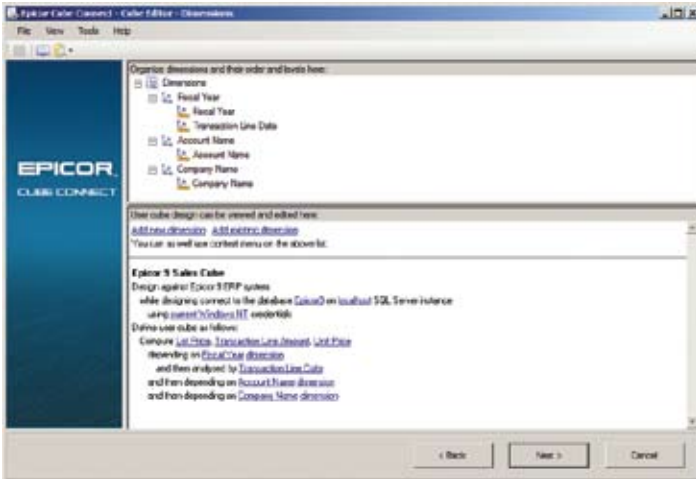 Epicor Cube Connect - Cube Editor - Dimensions
File View Tools Help
Organize dimensions and their order and levels here:
Dimensions
Fiscal Year
Fiscal Year
Transaction Line Date
Account Name
Account Name
Company Name
Company Name
EPICOR
CUBE CONNECT
User cube design can be viewed and edited here:
Add new dimension Add existing dimension
You can as well use context menu on the above list.
Epicor 9 Sales Cube
Design against Epicor 9 ERP system
while designing connect to the database Epicor9 on localhost SQL Server instance
using current Windows NT credentials
Define user cube as follows:
Compute List Price, Transaction Line Amount, Unit Price
depending on Fiscal Year dimension
and then analyzed by Transaction Line Date
and then depending on Account Name dimension
and then depending on Company Name dimension
< Back Next > Cancel